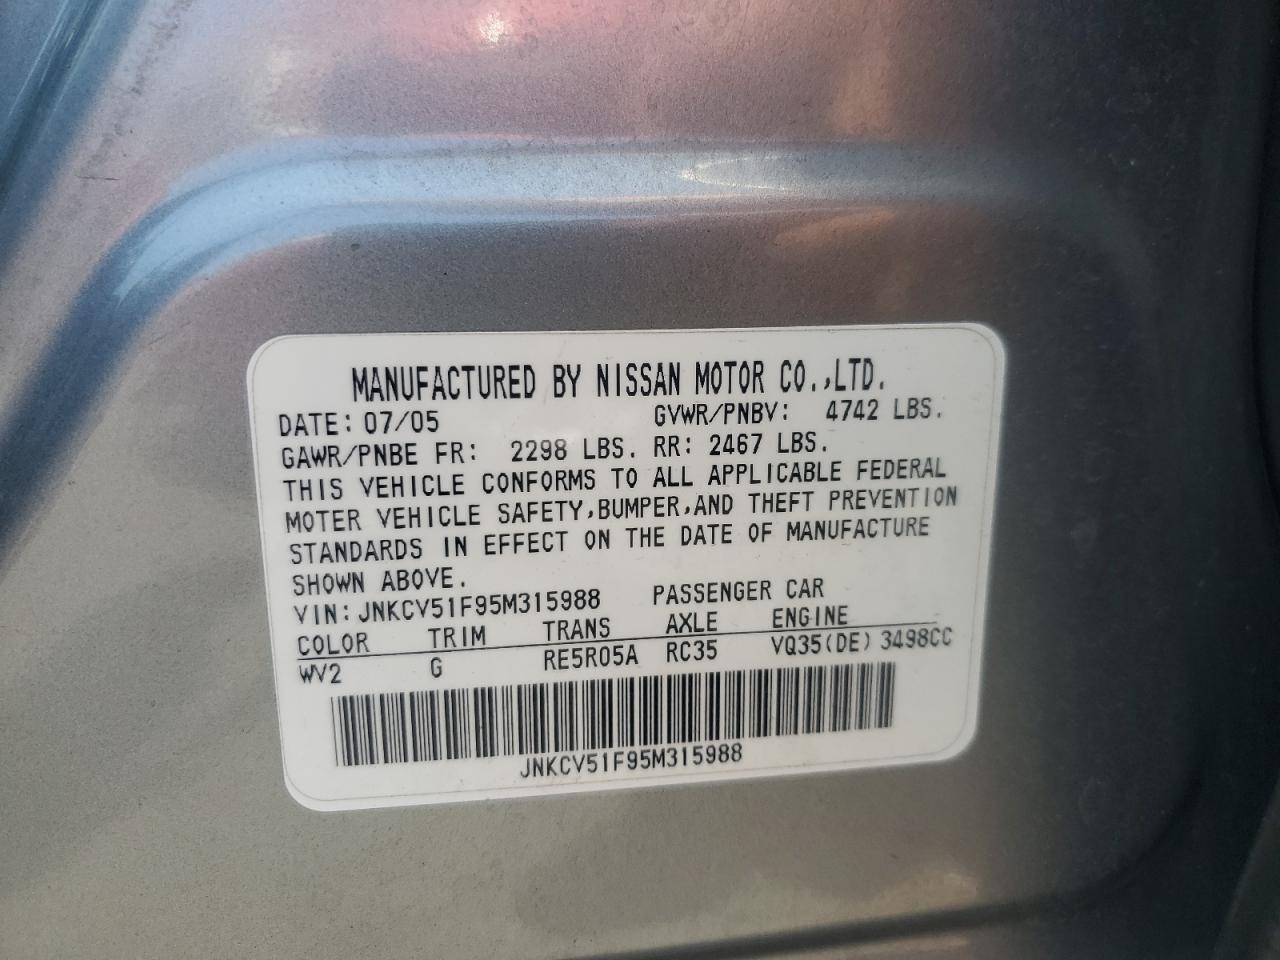 MANUFACTURED BY NISSAN MOTOR CO.,LTD.
DATE: 07/05 GVWR/PNBV: 4742 LBS.
GAWR/PNBE FR: 2298 LBS. RR: 2467 LBS.
THIS VEHICLE CONFORMS TO ALL APPLICABLE FEDERAL
MOTER VEHICLE SAFETY,BUMPER,AND THEFT PREVENTION
STANDARDS IN EFFECT ON THE DATE OF MANUFACTURE
SHOWN ABOVE.
VIN:JNKCV51F95M315988 PASSENGER CAR
COLOR TRIM TRANS AXLE ENGINE
WV2 G RE5R05A RC35 VQ35(DE) 3498CC
JNKCV51F95M315988